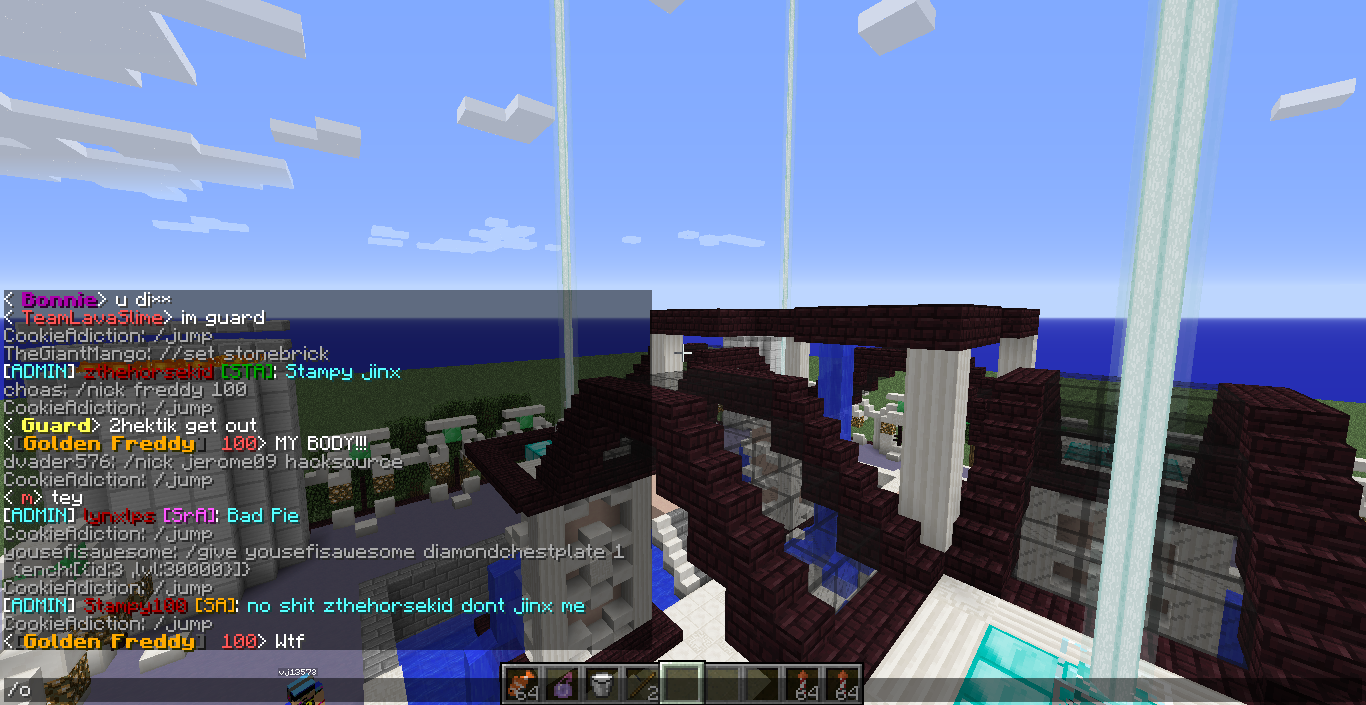 < Bonnie> u di**
< TeamLavaSlime> im guard
CookieAdiction: /.jump
TheGiantMango: //set stonebrick
[ADMIN] zthehorsekid [STA]: Stampy jinx
choas: /nick freddy 100
CookieAdiction: /.jump
< Guard> 2hektik get out
<[Golden Freddy] 100> MY BODY!!!
dvader576: /nick jerome09 hacksource
CookieAdiction: /.jump
< m> tey
[ADMIN] lynxlps [SrA]: Bad Pie
CookieAdiction: /.jump
yousefisawesome: /give yousefisawesome diamondchestplate 1
{ench:[{id:3 ,lvl:30000}]}
CookieAdiction: /.jump
[ADMIN] Stampy100 [SA]: no shit zthehorsekid dont jinx me
CookieAdiction: /.jump
<[Golden Freddy] 100> Wtf
vj13573
64 2 64 64
/o